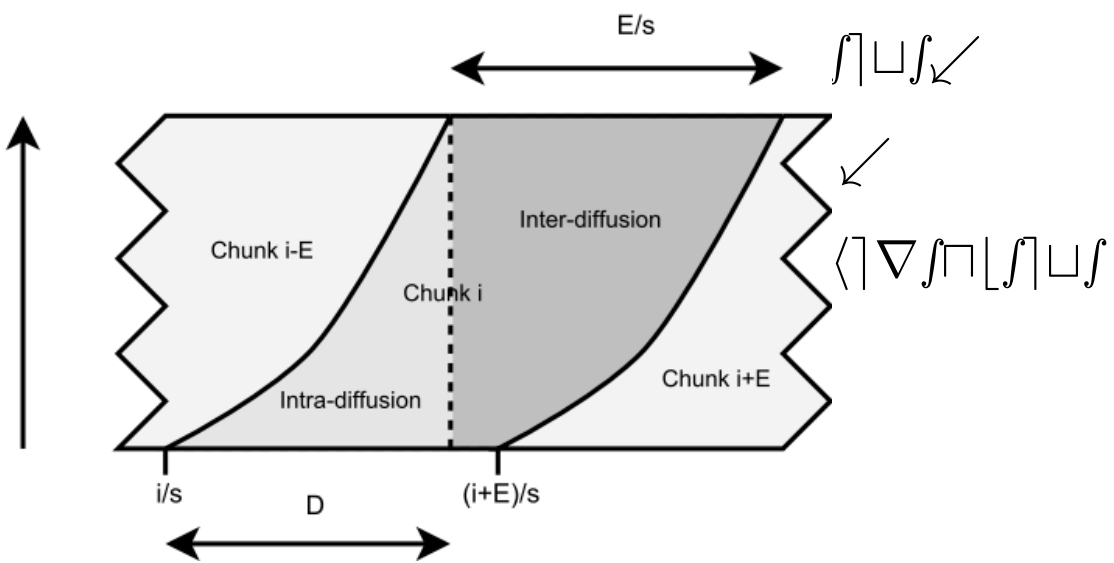 E/s
∫⌉⊔∫↙
↙
Inter-diffusion
Chunk i-E
⟨⌉∇∫⊓⌊∫⌉⊔∫
Chunk i
Chunk i+E
Intra-diffusion
i/s
(i+E)/s
D